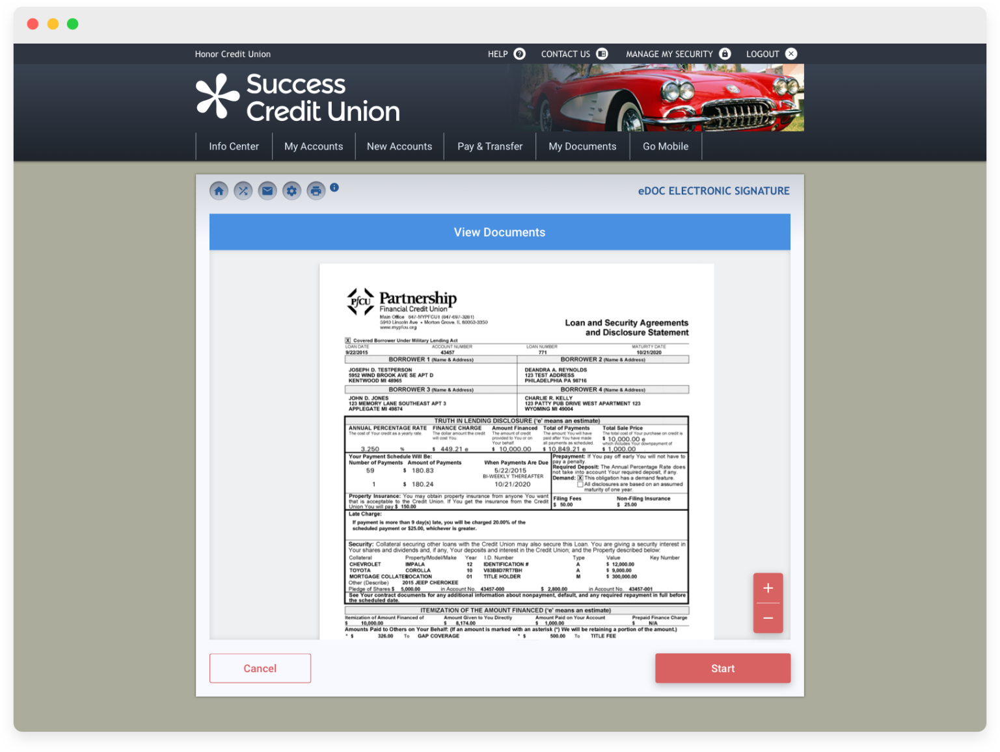 Honor Credit Union
HELP CONTACT US MANAGE MY SECURITY LOGOUT
Success
Credit Union
Info Center My Accounts New Accounts Pay & Transfer My Documents Go Mobile
eDOC ELECTRONIC SIGNATURE
View Documents
PfCU Partnership
Financial Credit Union
Main Office 847-MYPFCU1 (847-697-3281)
5940 Lincoln Ave • Morton Grove, IL 60053-3350
www.mypfcu.org
Loan and Security Agreements
and Disclosure Statement
X Covered Borrower Under Military Lending Act
LOAN DATE ACCOUNT NUMBER LOAN NUMBER MATURITY DATE
9/22/2015 43457 771 10/21/2020
BORROWER 1 (Name & Address) BORROWER 2 (Name & Address)
JOSEPH D. TESTPERSON DEANDRA A. REYNOLDS
5952 WIND BROOK AVE SE APT D 123 TEST ADDRESS
KENTWOOD MI 48965 PHILADELPHIA PA 98716
BORROWER 3 (Name & Address) BORROWER 4 (Name & Address)
JOHN D. JONES CHARLIE R. KELLY
123 MEMORY LANE SOUTHEAST APT 3 123 PATTY PUB DRIVE WEST APARTMENT 123
APPLEGATE MI 49874 WYOMING MI 49004
TRUTH IN LENDING DISCLOSURE ('e' means an estimate)
ANNUAL PERCENTAGE RATE FINANCE CHARGE Amount Financed Total of Payments Total Sale Price
The cost of Your credit as a yearly rate. The dollar amount the credit will cost You. The amount of credit provided to You or on Your behalf. The amount You will have paid after You have made all payments as scheduled. The total cost of Your purchase on credit is
$ 10,000.00 e
which includes Your downpayment of
3.250 % $ 449.21 e $ 10,000.00 $ 10,849.21 e $ 1,000.00 .
Your Payment Schedule Will Be:
Number of Payments Amount of Payments When Payments Are Due
59 $ 180.83 5/22/2015
BI-WEEKLY THEREAFTER
1 $ 180.24 10/21/2020
Prepayment: If You pay off early You will not have to
pay a penalty.
Required Deposit: The Annual Percentage Rate does
not take into account Your required deposit, if any.
Demand: X This obligation has a demand feature.
All disclosures are based on an assumed
maturity of one year.
Property Insurance: You may obtain property insurance from anyone You want
that is acceptable to the Credit Union. If You get the insurance from the Credit
Union You will pay $ 150.00
Filing Fees Non-Filing Insurance
$ 50.00 $ 25.00
Late Charge:
If payment is more than 9 day(s) late, you will be charged 20.00% of the
scheduled payment or $25.00, whichever is greater.
Security: Collateral securing other loans with the Credit Union may also secure this Loan. You are giving a security interest in
Your shares and dividends and, if any, Your deposits and interest in the Credit Union; and the Property described below:
Collateral Property/Model/Make Year I.D. Number Type Value Key Number
CHEVROLET IMPALA 12 IDENTIFICATION # A $ 12,000.00
TOYOTA COROLLA 10 V83B8D7RT7BH A $ 9,000.00
MORTGAGE COLLATEROCATION 01 TITLE HOLDER M $ 300,000.00
Other (Describe) 2015 JEEP CHEROKEE
Pledge of Shares $ 5,000.00 in Account No. 43457-000 $ 2,800.00 in Account No. 43457-001
See Your contract documents for any additional information about nonpayment, default, and any required repayment in full before
the scheduled date.
ITEMIZATION OF THE AMOUNT FINANCED ('e' means an estimate)
Itemization of Amount Financed of Amount Given to You Directly Amount Paid on Your Account Prepaid Finance Charge
$ 10,000.00 $ 8,174.00 $ 1,000.00 $ N/A
Amounts Paid to Others on Your Behalf: (If an amount is marked with an asterisk (*) We will be retaining a portion of the amount.)
* $ 326.00 To GAP COVERAGE * $ 500.00 To TITLE FEE
+
−
Cancel Start